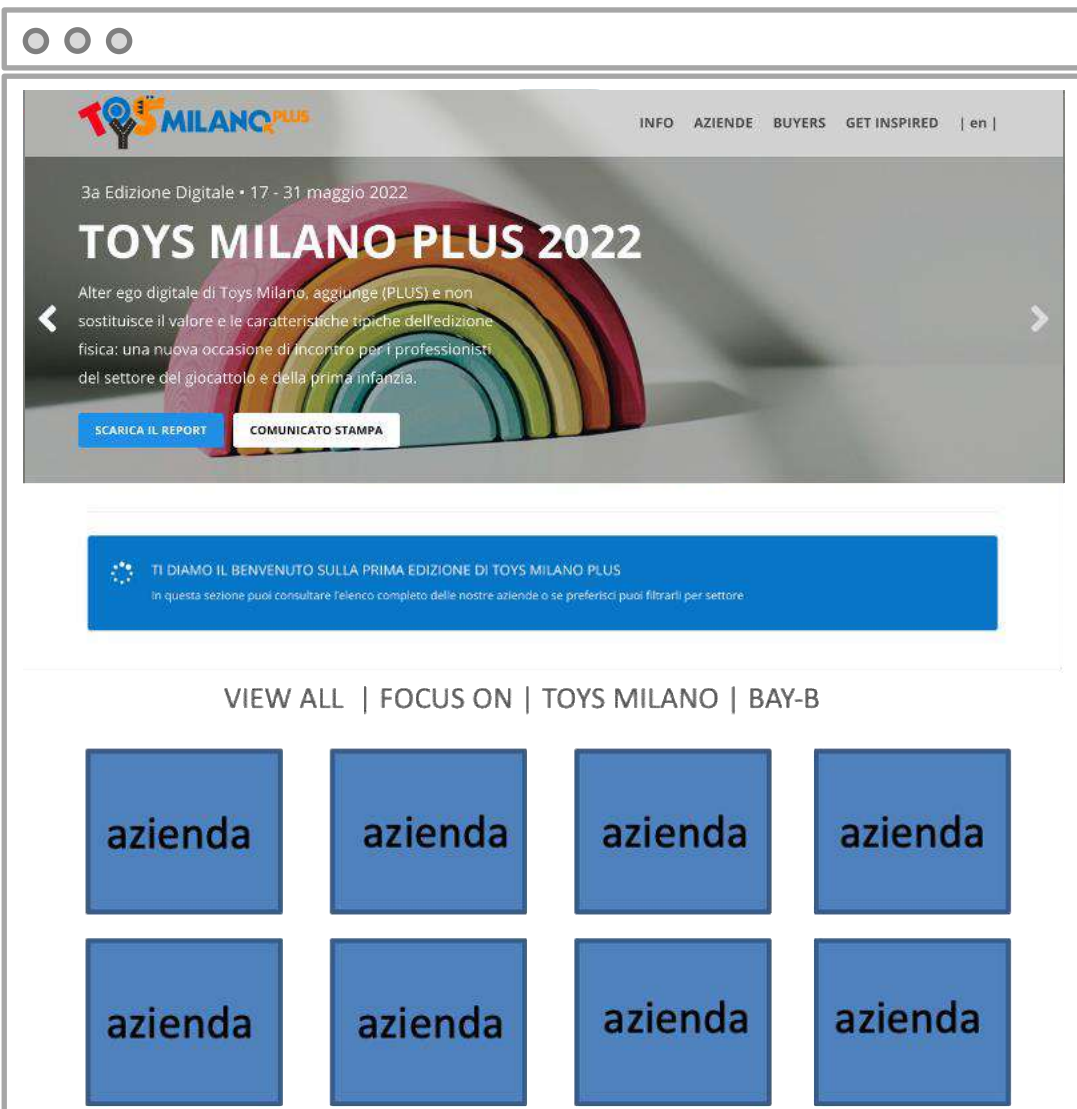 TOYS MILANO PLUS
INFO AZIENDE BUYERS GET INSPIRED | en |
3a Edizione Digitale • 17 - 31 maggio 2022
TOYS MILANO PLUS 2022
Alter ego digitale di Toys Milano, aggiunge (PLUS) e non
sostituisce il valore e le caratteristiche tipiche dell'edizione
fisica: una nuova occasione di incontro per i professionisti
del settore del giocattolo e della prima infanzia.
SCARICA IL REPORT COMUNICATO STAMPA
TI DIAMO IL BENVENUTO SULLA PRIMA EDIZIONE DI TOYS MILANO PLUS
In questa sezione puoi consultare l'elenco completo delle nostre aziende o se preferisci puoi filtrarli per settore
VIEW ALL | FOCUS ON | TOYS MILANO | BAY-B
azienda azienda azienda azienda
azienda azienda azienda azienda